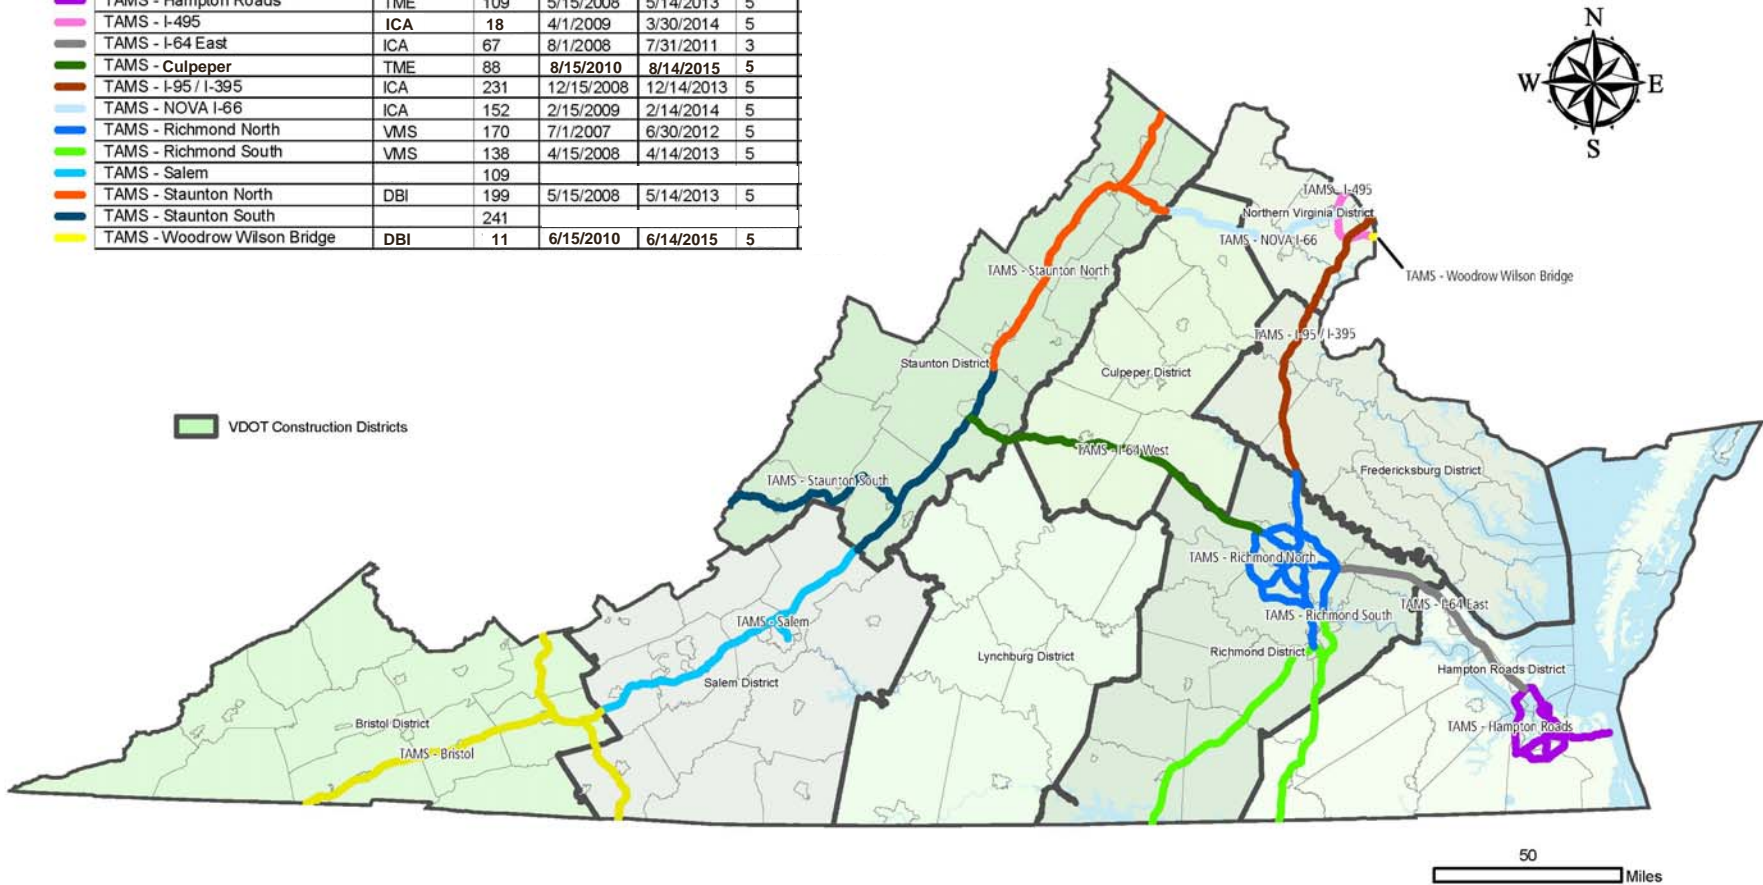 TAMS - Hampton Roads TME 109 5/15/2008 5/14/2013 5
TAMS - I-495 ICA 18 4/1/2009 3/30/2014 5
TAMS - I-64 East ICA 67 8/1/2008 7/31/2011 3
TAMS - Culpeper TME 88 8/15/2010 8/14/2015 5
TAMS - I-95 / I-395 ICA 231 12/15/2008 12/14/2013 5
TAMS - NOVA I-66 ICA 152 2/15/2009 2/14/2014 5
TAMS - Richmond North VMS 170 7/1/2007 6/30/2012 5
TAMS - Richmond South VMS 138 4/15/2008 4/14/2013 5
TAMS - Salem 109
TAMS - Staunton North DBI 199 5/15/2008 5/14/2013 5
TAMS - Staunton South 241
TAMS - Woodrow Wilson Bridge DBI 11 6/15/2010 6/14/2015 5
N
W E
S
TAMS - I-495
Northern Virginia District
TAMS - NOVA I-66
TAMS - Staunton North
TAMS - Woodrow Wilson Bridge
TAMS - I-95 / I-395
Staunton District
Culpeper District
VDOT Construction Districts
TAMS - I-64 West
Fredericksburg District
TAMS - Staunton South
TAMS - Richmond North
TAMS - I-64 East
TAMS - Richmond South
TAMS - Salem
Richmond District
Lynchburg District
Hampton Roads District
Salem District
Bristol District
TAMS - Hampton Roads
TAMS - Bristol
50
Miles